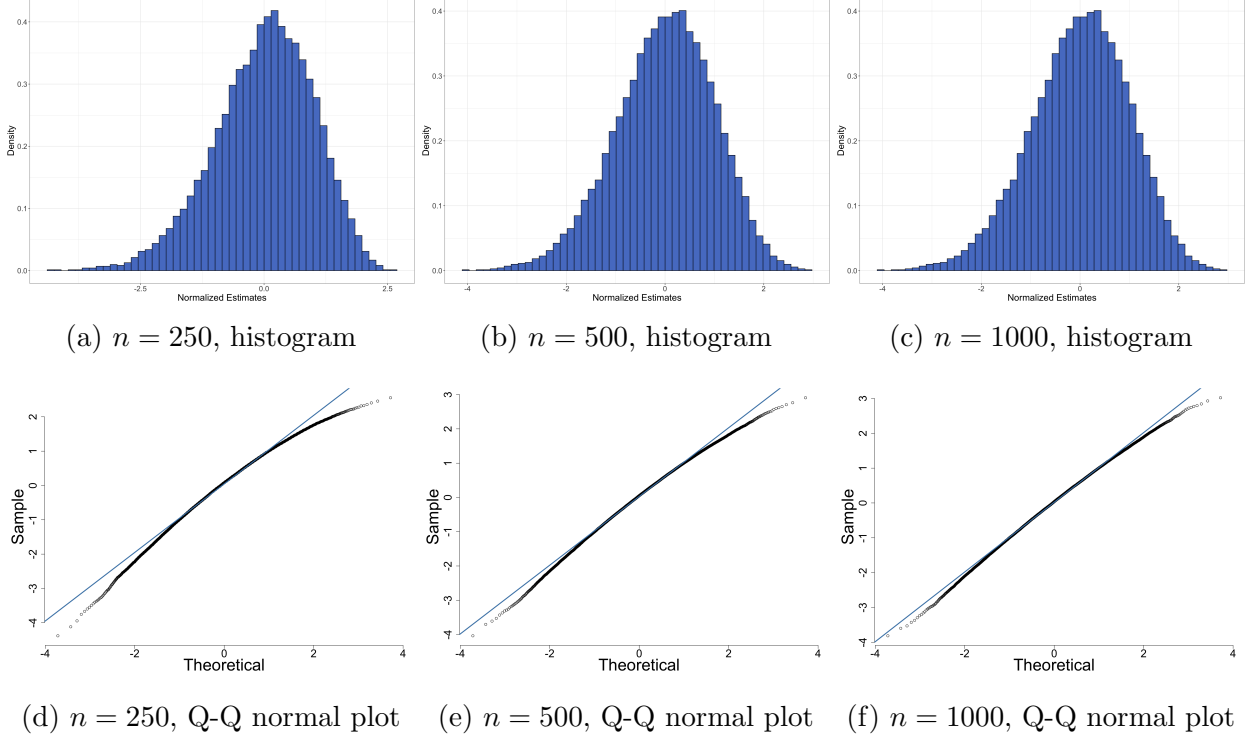 0.4
0.3
0.2
0.1
0.0
Density
-2.5 0.0 2.5
Normalized Estimates
0.4
0.3
0.2
0.1
0.0
Density
-4 -2 0 2
Normalized Estimates
0.4
0.3
0.2
0.1
0.0
Density
-4 -2 0 2
Normalized Estimates
(a) n = 250, histogram
(b) n = 500, histogram
(c) n = 1000, histogram
2
1
0
-1
-2
-3
-4
Sample
-4 -2 0 2 4
Theoretical
3
2
1
0
-1
-2
-3
-4
Sample
-4 -2 0 2 4
Theoretical
3
2
1
0
-1
-2
-3
-4
Sample
-4 -2 0 2 4
Theoretical
(d) n = 250, Q-Q normal plot
(e) n = 500, Q-Q normal plot
(f) n = 1000, Q-Q normal plot